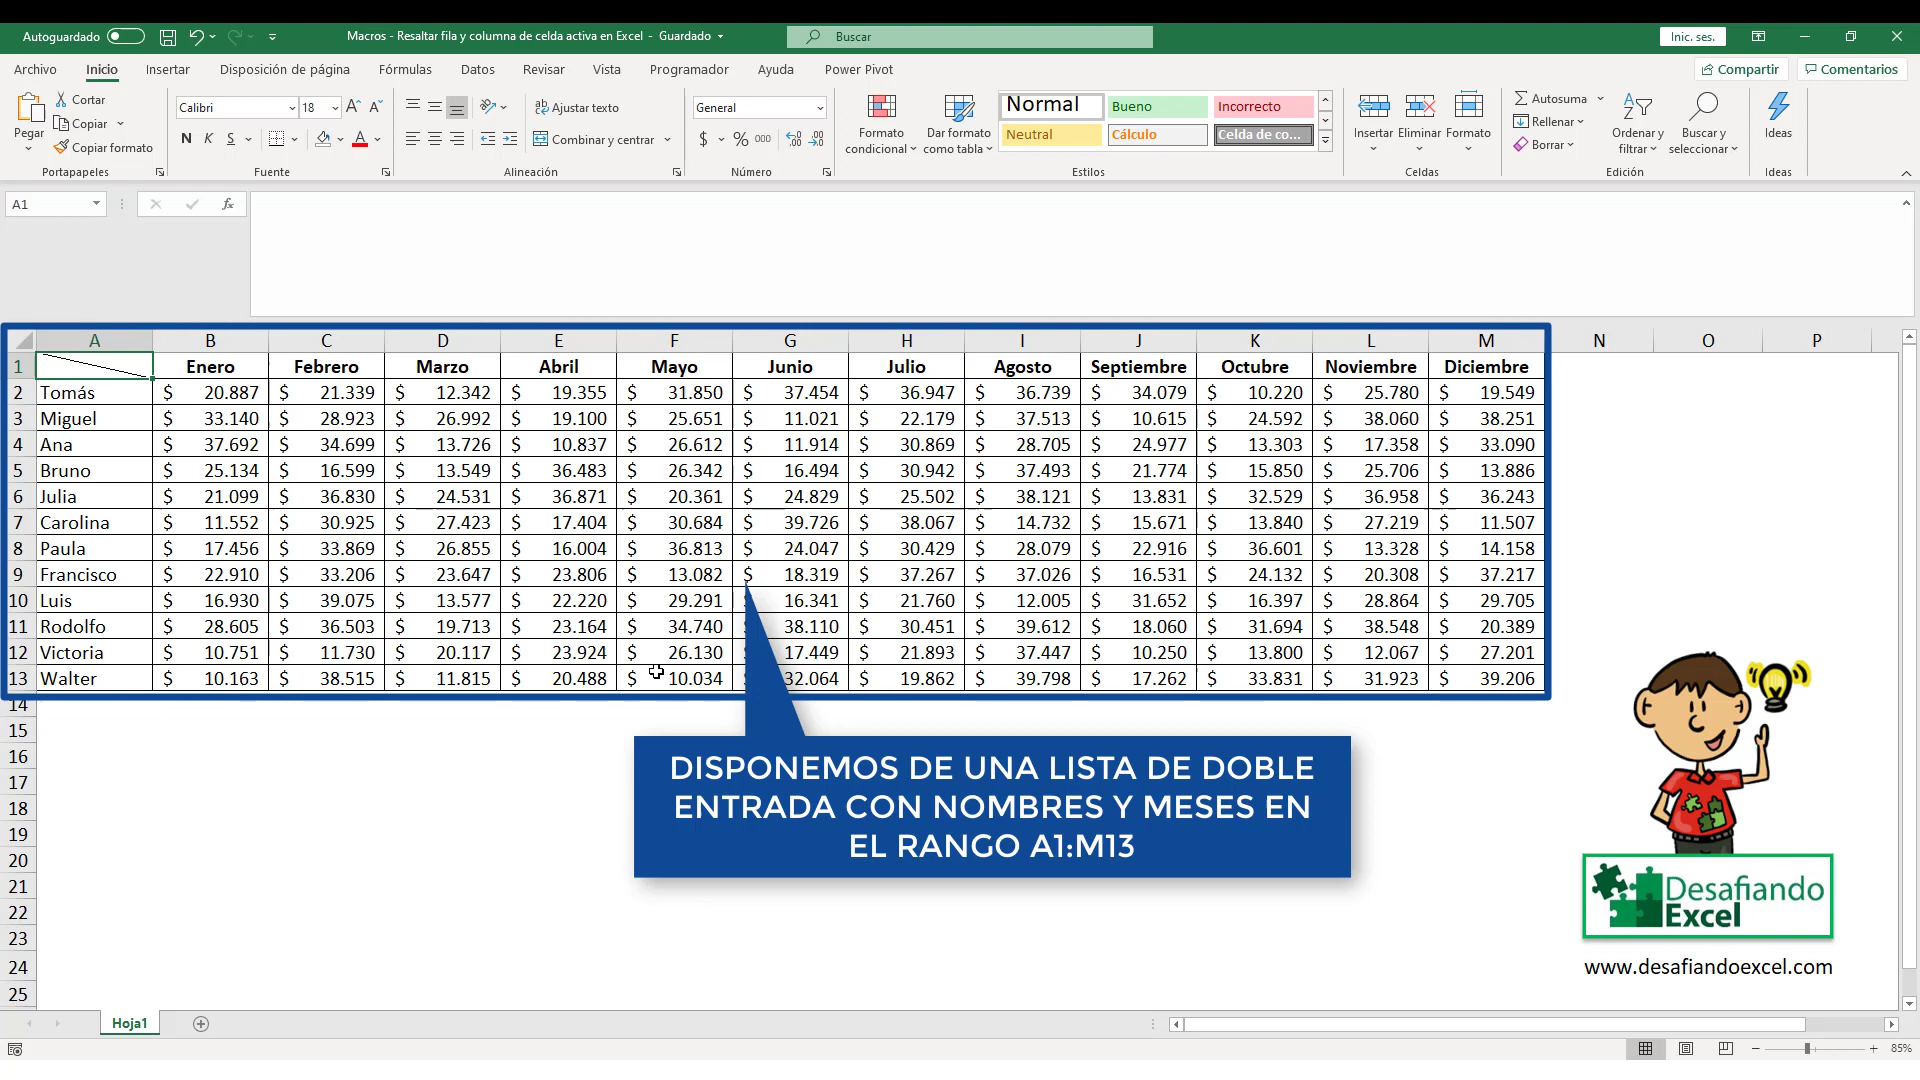 Autoguardado
Macros - Resaltar fila y columna de celda activa en Excel - Guardado
Buscar
Inic. ses.
Archivo Inicio Insertar Disposición de página Fórmulas Datos Revisar Vista Programador Ayuda Power Pivot Compartir Comentarios
Pegar
Cortar
Copiar
Copiar formato
Portapapeles
Calibri 18
N K S
Fuente
Ajustar texto
Combinar y centrar
Alineación
General
$ % 000
Número
Formato condicional
Dar formato como tabla
Normal Bueno Incorrecto
Neutral Cálculo Celda de co...
Estilos
Insertar Eliminar Formato
Celdas
Autosuma
Rellenar
Borrar
Ordenar y filtrar
Buscar y seleccionar
Edición
Ideas
Ideas
A1 fx
A B C D E F G H I J K L M N O P
1 Enero Febrero Marzo Abril Mayo Junio Julio Agosto Septiembre Octubre Noviembre Diciembre
2 Tomás $ 20.887 $ 21.339 $ 12.342 $ 19.355 $ 31.850 $ 37.454 $ 36.947 $ 36.739 $ 34.079 $ 10.220 $ 25.780 $ 19.549
3 Miguel $ 33.140 $ 28.923 $ 26.992 $ 19.100 $ 25.651 $ 11.021 $ 22.179 $ 37.513 $ 10.615 $ 24.592 $ 38.060 $ 38.251
4 Ana $ 37.692 $ 34.699 $ 13.726 $ 10.837 $ 26.612 $ 11.914 $ 30.869 $ 28.705 $ 24.977 $ 13.303 $ 17.358 $ 33.090
5 Bruno $ 25.134 $ 16.599 $ 13.549 $ 36.483 $ 26.342 $ 16.494 $ 30.942 $ 37.493 $ 21.774 $ 15.850 $ 25.706 $ 13.886
6 Julia $ 21.099 $ 36.830 $ 24.531 $ 36.871 $ 20.361 $ 24.829 $ 25.502 $ 38.121 $ 13.831 $ 32.529 $ 36.958 $ 36.243
7 Carolina $ 11.552 $ 30.925 $ 27.423 $ 17.404 $ 30.684 $ 39.726 $ 38.067 $ 14.732 $ 15.671 $ 13.840 $ 27.219 $ 11.507
8 Paula $ 17.456 $ 33.869 $ 26.855 $ 16.004 $ 36.813 $ 24.047 $ 30.429 $ 28.079 $ 22.916 $ 36.601 $ 13.328 $ 14.158
9 Francisco $ 22.910 $ 33.206 $ 23.647 $ 23.806 $ 13.082 $ 18.319 $ 37.267 $ 37.026 $ 16.531 $ 24.132 $ 20.308 $ 37.217
10 Luis $ 16.930 $ 39.075 $ 13.577 $ 22.220 $ 29.291 $ 16.341 $ 21.760 $ 12.005 $ 31.652 $ 16.397 $ 28.864 $ 29.705
11 Rodolfo $ 28.605 $ 36.503 $ 19.713 $ 23.164 $ 34.740 38.110 $ 30.451 $ 39.612 $ 18.060 $ 31.694 $ 38.548 $ 20.389
12 Victoria $ 10.751 $ 11.730 $ 20.117 $ 23.924 $ 26.130 17.449 $ 21.893 $ 37.447 $ 10.250 $ 13.800 $ 12.067 $ 27.201
13 Walter $ 10.163 $ 38.515 $ 11.815 $ 20.488 $ 10.034 32.064 $ 19.862 $ 39.798 $ 17.262 $ 33.831 $ 31.923 $ 39.206
14
15
16
17
18
19
20
21
22
23
24
25
DISPONEMOS DE UNA LISTA DE DOBLE
ENTRADA CON NOMBRES Y MESES EN
EL RANGO A1:M13
Desafiando
Excel
www.desafiandoexcel.com
Hoja1
85%